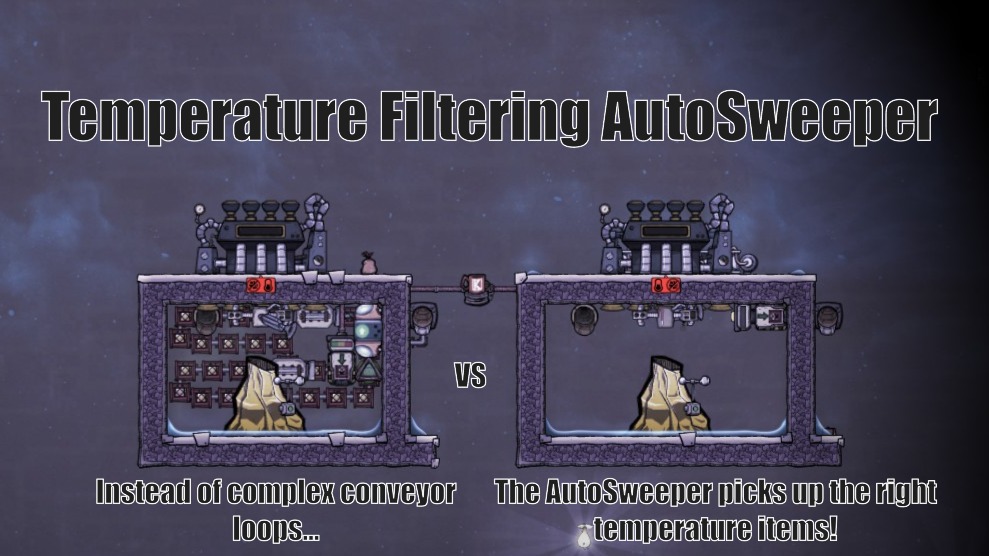 Temperature Filtering AutoSweeper
vs
Instead of complex conveyor
loops...
The AutoSweeper picks up the right
temperature items!